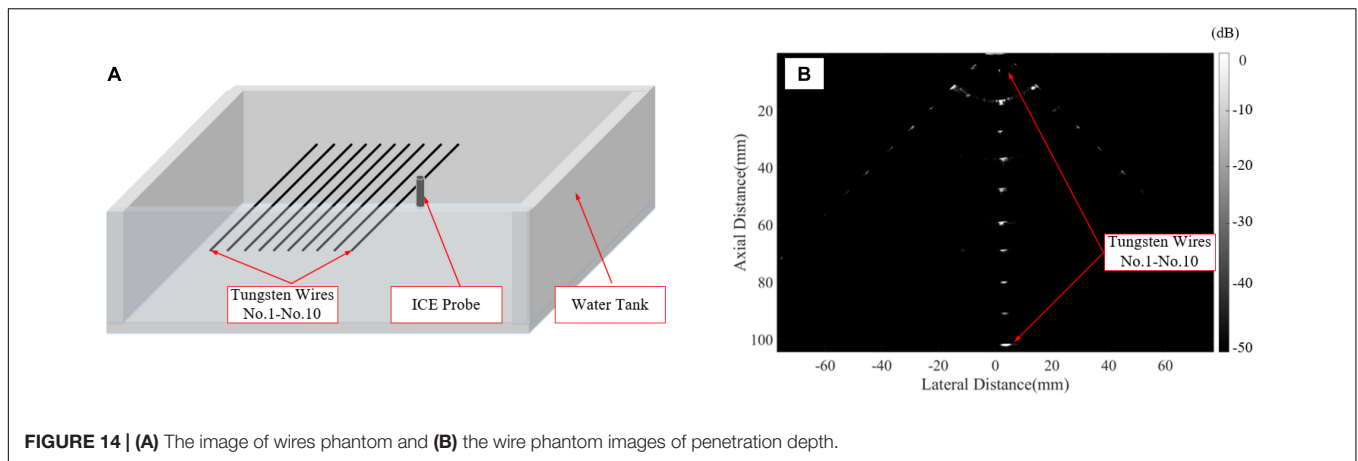 A
Tungsten Wires
No.1-No.10
ICE Probe
Water Tank
B
(dB)
0
-10
-20
-30
-40
-50
Axial Distance(mm)
20
40
60
80
100
Tungsten Wires
No.1-No.10
-60 -40 -20 0 20 40 60
Lateral Distance(mm)
FIGURE 14 | (A) The image of wires phantom and (B) the wire phantom images of penetration depth.